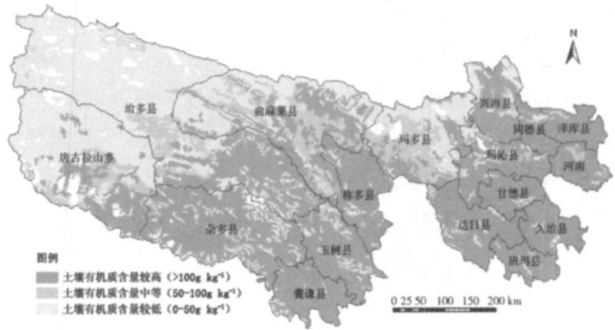 N
兴海县
治多县
曲麻莱县
同德县
泽库县
玛多县
玛沁县
唐古拉山乡
河南
称多县
甘德县
杂多县
达日县
久治县
玉树县
班玛县
图例
土壤有机质含量较高（>100g kg⁻¹）
土壤有机质含量中等（50-100g kg⁻¹）
土壤有机质含量较低（0-50g kg⁻¹）
囊谦县
0 25 50 100 150 200 km